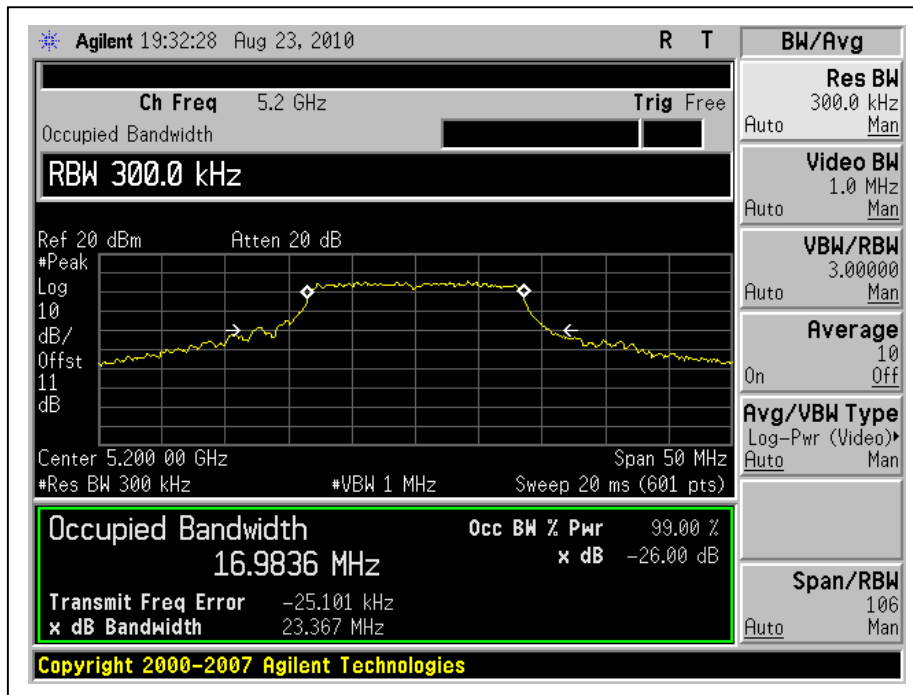 Agilent 19:32:28 Aug 23, 2010 R T
Ch Freq 5.2 GHz Trig Free
Occupied Bandwidth
RBW 300.0 kHz
Ref 20 dBm Atten 20 dB
#Peak
Log
10
dB/
Offst
11
dB
Center 5.200 00 GHz Span 50 MHz
#Res BW 300 kHz #VBW 1 MHz Sweep 20 ms (601 pts)
Occupied Bandwidth Occ BW % Pwr 99.00 %
16.9836 MHz x dB -26.00 dB
Transmit Freq Error -25.101 kHz
x dB Bandwidth 23.367 MHz
Copyright 2000-2007 Agilent Technologies
BW/Avg
Res BW
300.0 kHz
Auto Man
Video BW
1.0 MHz
Auto Man
VBW/RBW
3.00000
Auto Man
Average
10
On Off
Avg/VBW Type
Log-Pwr (Video)
Auto Man
Span/RBW
106
Auto Man